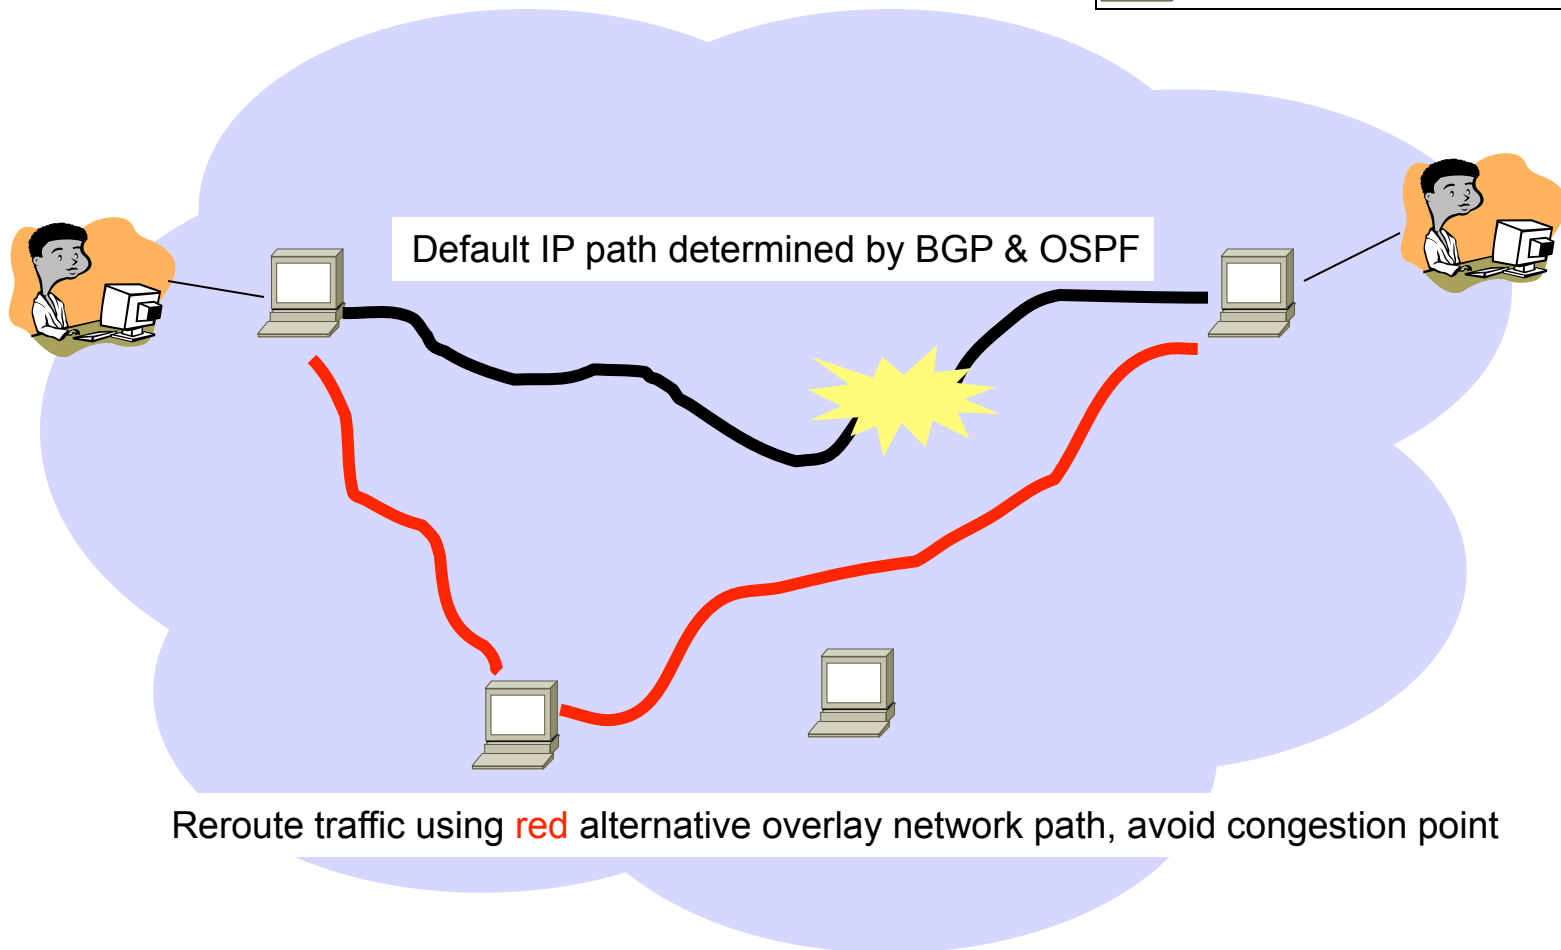 Default IP path determined by BGP & OSPF
Reroute traffic using red alternative overlay network path, avoid congestion point